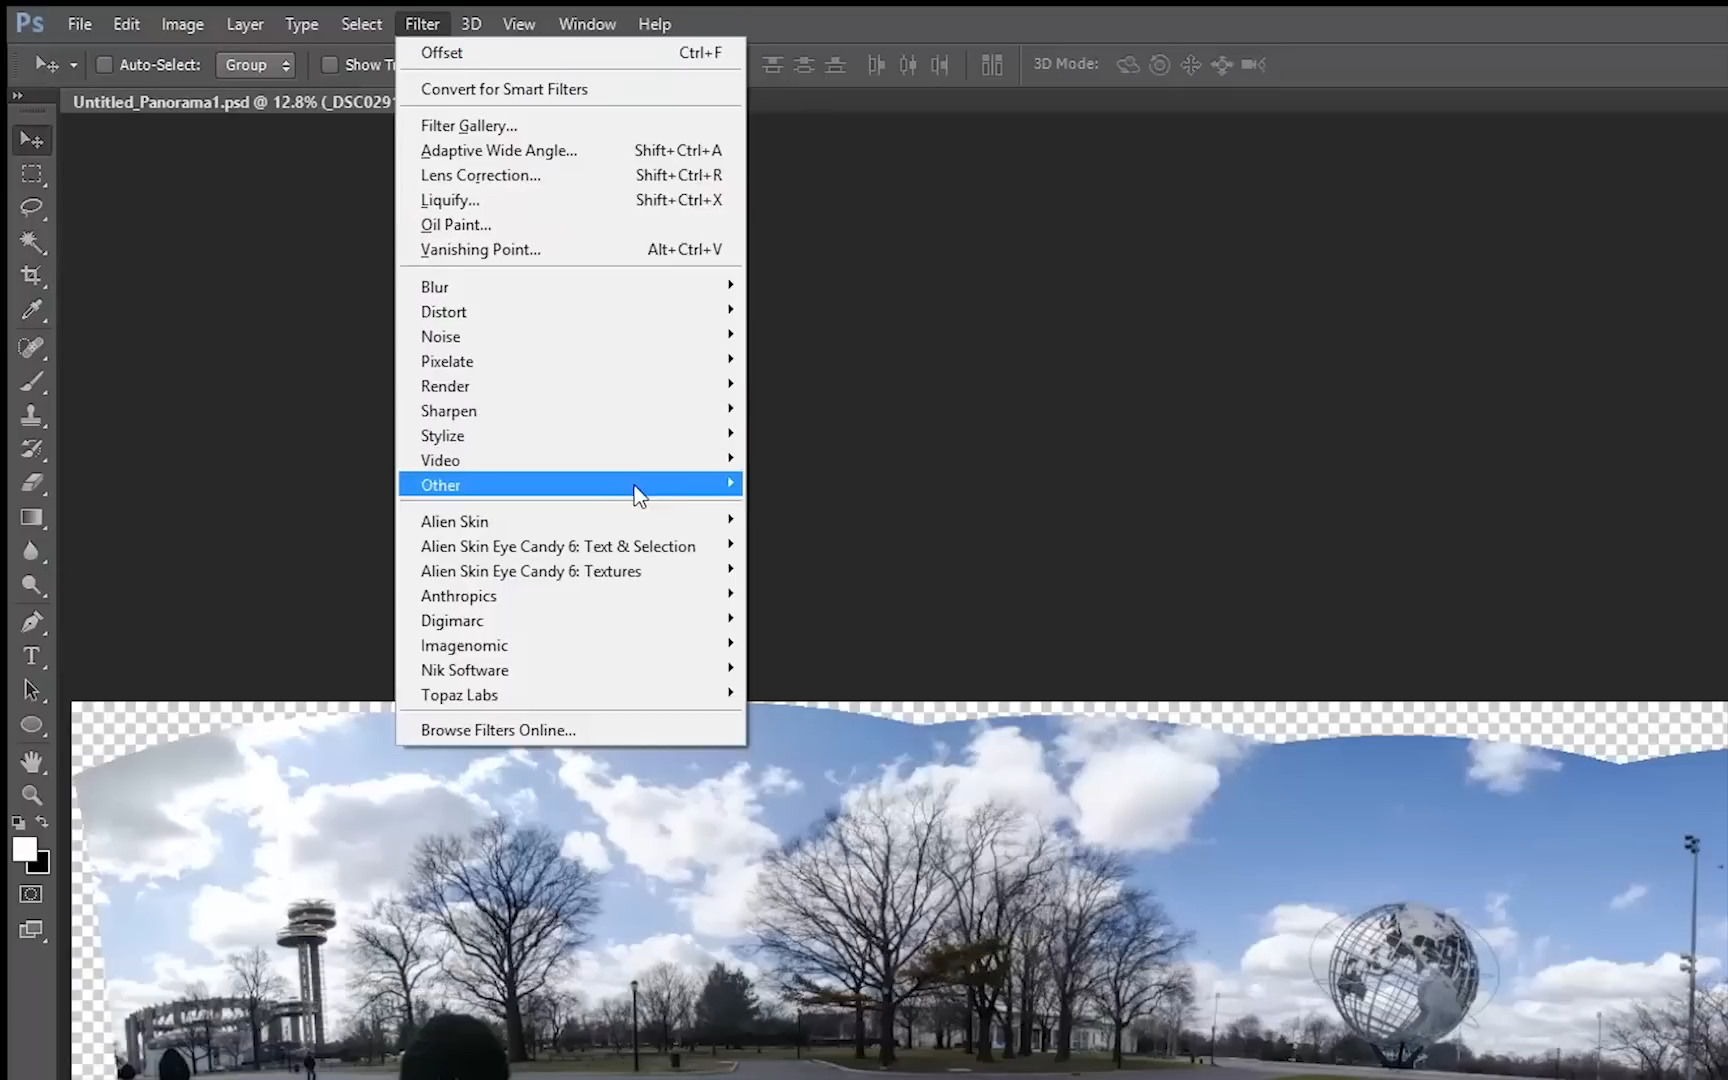 Ps File Edit Image Layer Type Select Filter 3D View Window Help
Auto-Select: Group Show 3D Mode:
Untitled_Panorama1.psd @ 12.8% (_DSC029
Offset Ctrl+F
Convert for Smart Filters
Filter Gallery...
Adaptive Wide Angle... Shift+Ctrl+A
Lens Correction... Shift+Ctrl+R
Liquify... Shift+Ctrl+X
Oil Paint...
Vanishing Point... Alt+Ctrl+V
Blur
Distort
Noise
Pixelate
Render
Sharpen
Stylize
Video
Other
Alien Skin
Alien Skin Eye Candy 6: Text & Selection
Alien Skin Eye Candy 6: Textures
Anthropics
Digimarc
Imagenomic
Nik Software
Topaz Labs
Browse Filters Online...